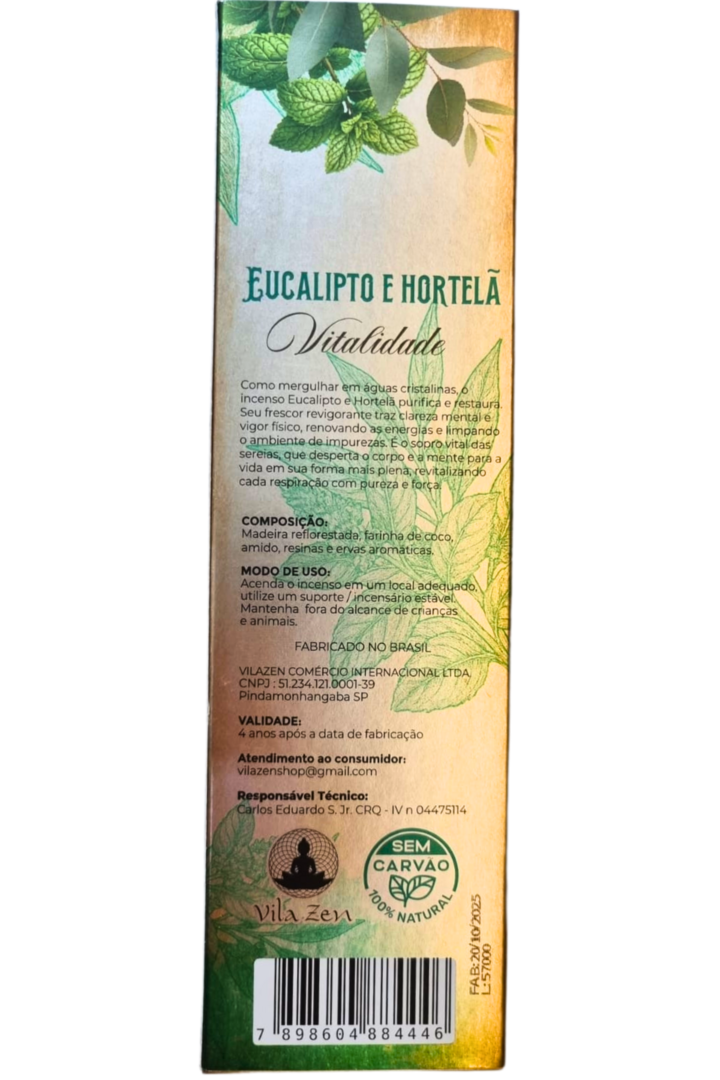 EUCALIPTO E HORTELÃ
Vitalidade
Como mergulhar em águas cristalinas, o
incenso Eucalipto e Hortelã purifica e restaura.
Seu frescor revigorante traz clareza mental e
vigor físico, renovando as energias e limpando
o ambiente de impurezas. É o sopro vital das
sereias, que desperta o corpo e a mente para a
vida em sua forma mais plena, revitalizando
cada respiração com pureza e força.
COMPOSIÇÃO:
Madeira reflorestada, farinha de coco,
amido, resinas e ervas aromáticas.
MODO DE USO:
Acenda o incenso em um local adequado,
utilize um suporte / incensário estável.
Mantenha fora do alcance de crianças
e animais.
FABRICADO NO BRASIL
VILAZEN COMÉRCIO INTERNACIONAL LTDA.
CNPJ : 51.234.121.0001-39
Pindamonhangaba SP
VALIDADE:
4 anos após a data de fabricação
Atendimento ao consumidor:
vilazenshop@gmail.com
Responsável Técnico:
Carlos Eduardo S. Jr. CRQ - IV n 04475114
Vila Zen
SEM
CARVÃO
100% NATURAL
FAB: 20/10/2025
L: 57000
7 898604 884446